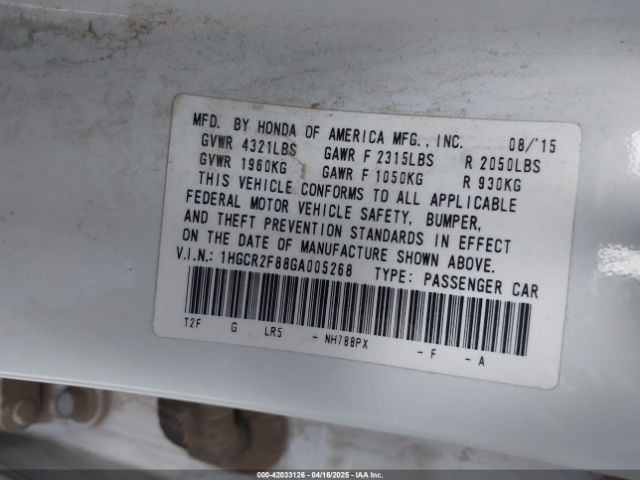 MFD. BY HONDA OF AMERICA MFG., INC. 08/'15
GVWR 4321LBS GAWR F 2315LBS R 2050LBS
GVWR 1960KG GAWR F 1050KG R 930KG
THIS VEHICLE CONFORMS TO ALL APPLICABLE
FEDERAL MOTOR VEHICLE SAFETY, BUMPER,
AND THEFT PREVENTION STANDARDS IN EFFECT
ON THE DATE OF MANUFACTURE SHOWN ABOVE.
V.I.N.: 1HGCR2F88GA005268 TYPE: PASSENGER CAR
T2F G LR5 - NH788PX - F - A
000-42033126 - 04/16/2025 - IAA Inc.